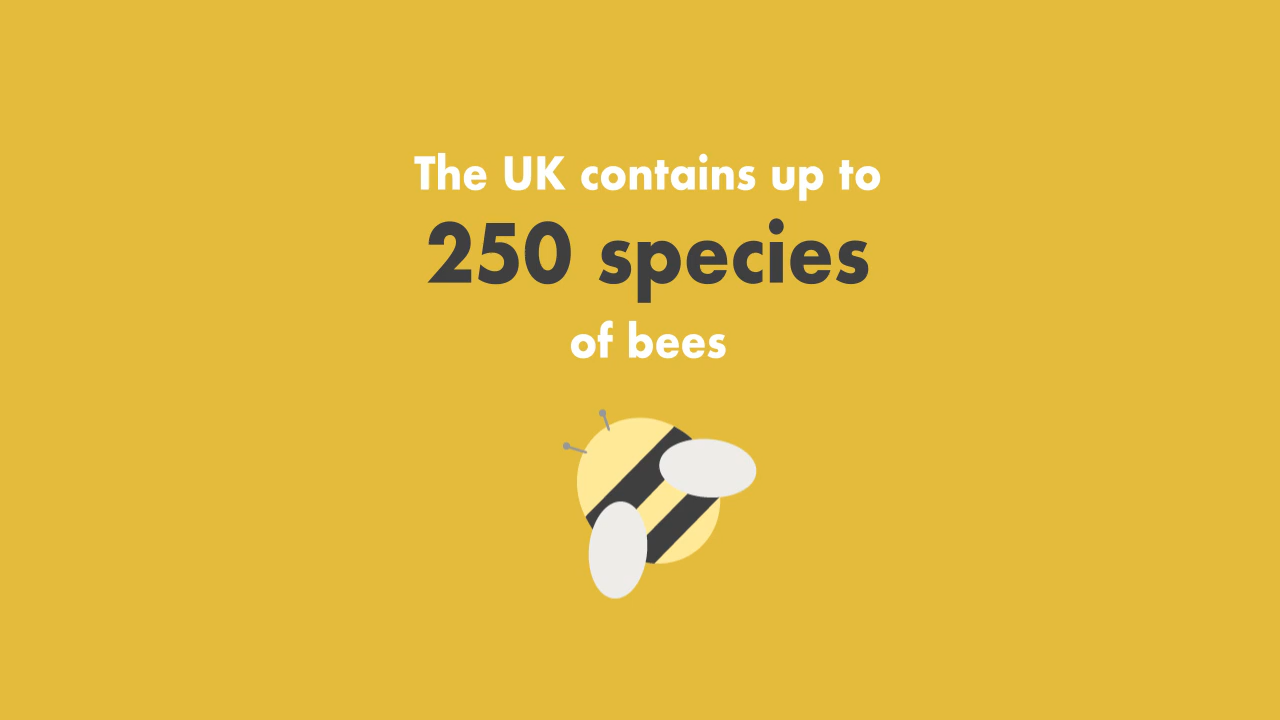 The UK contains up to
250 species
of bees